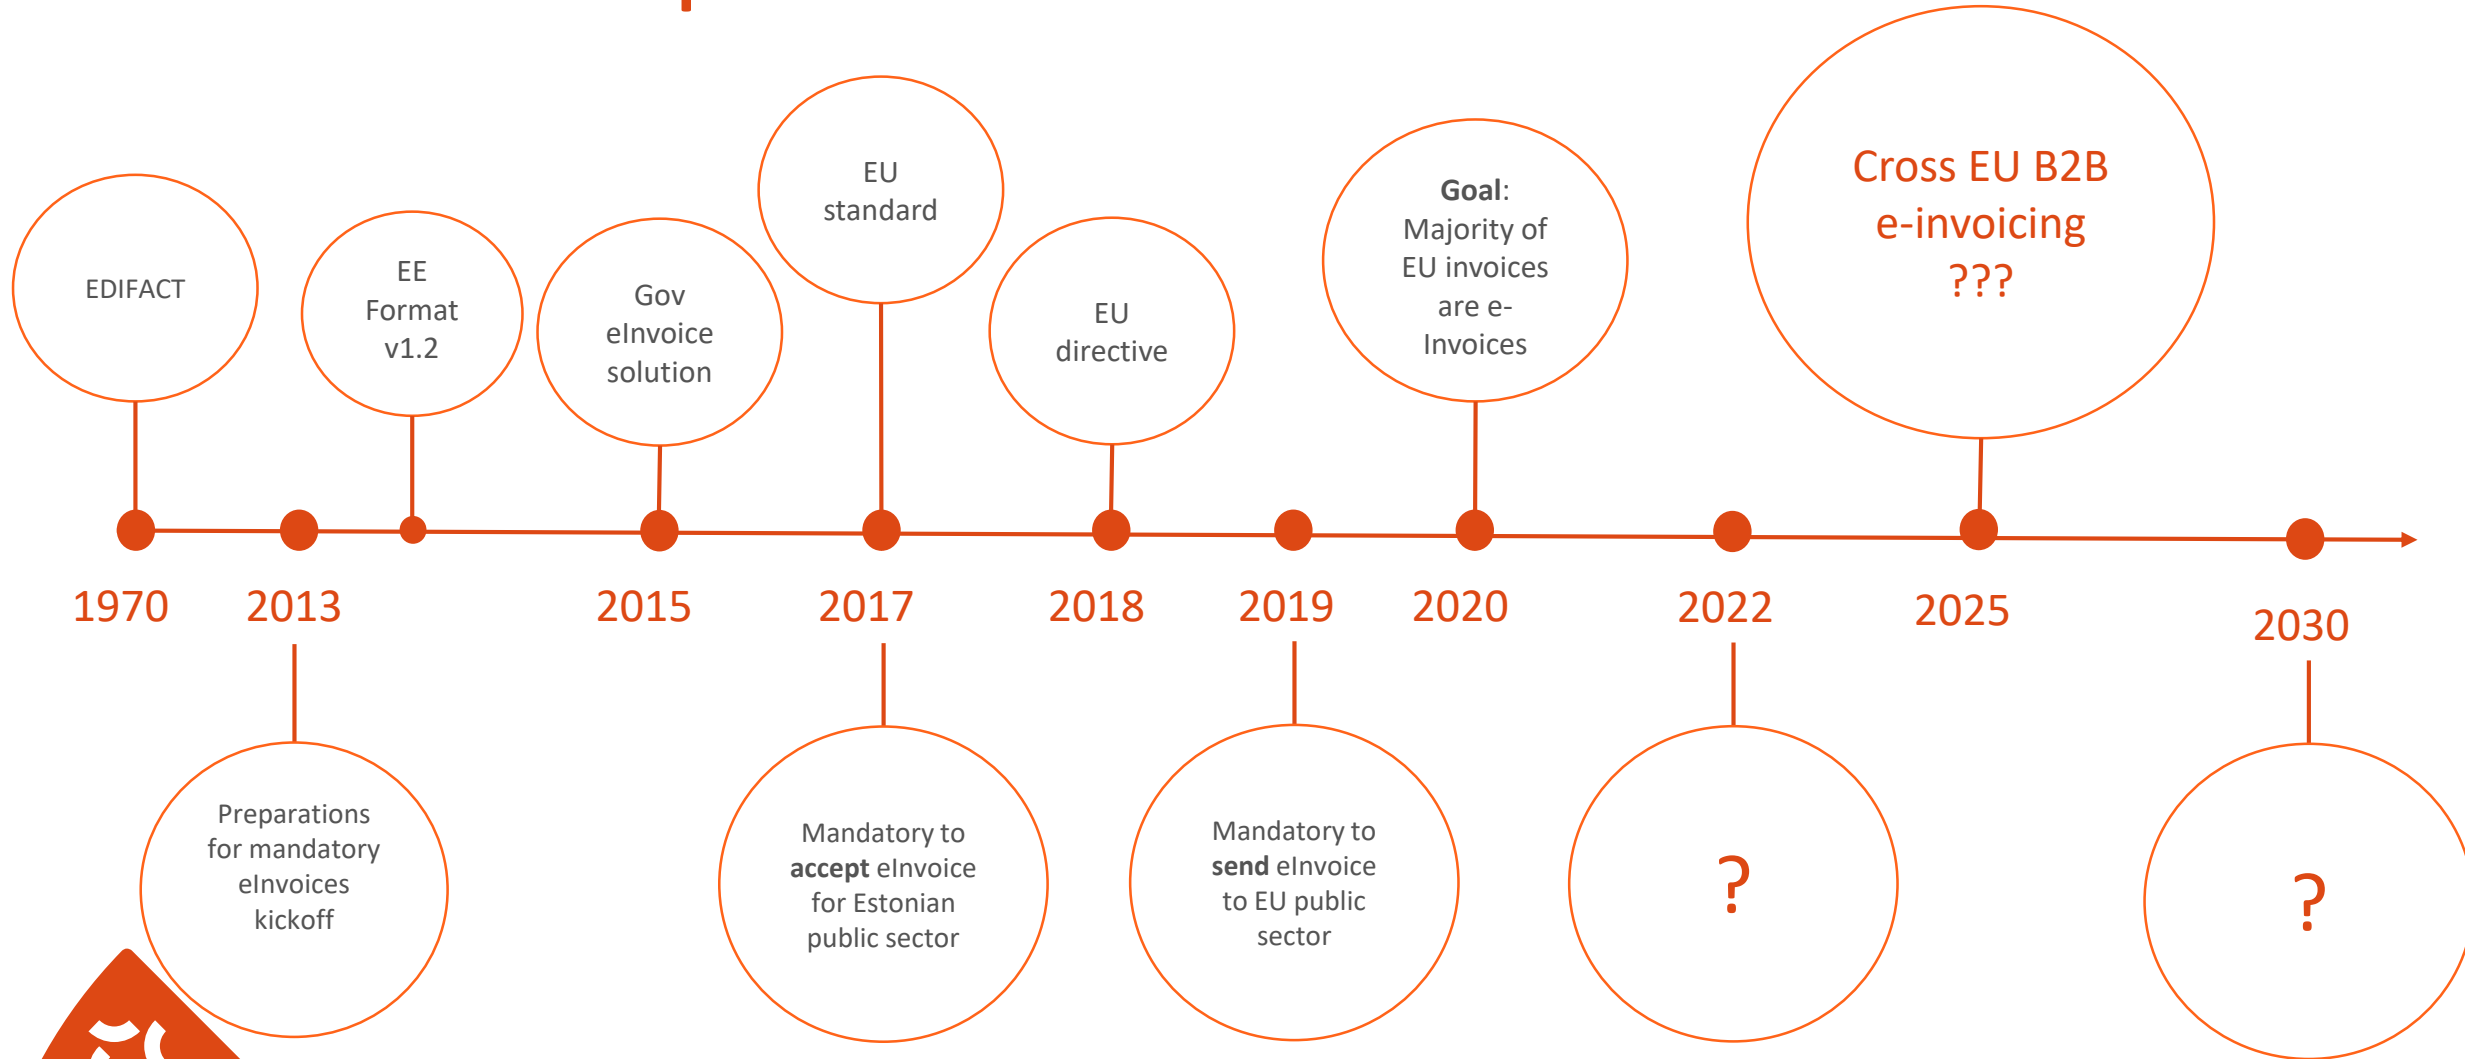 EDIFACT
EE
Format
v1.2
Gov
eInvoice
solution
EU
standard
EU
directive
Goal:
Majority of
EU invoices
are e-
Invoices
Cross EU B2B
e-invoicing
???
1970
2013
2015
2017
2018
2019
2020
2022
2025
2030
Preparations
for mandatory
eInvoices
kickoff
Mandatory to
accept eInvoice
for Estonian
public sector
Mandatory to
send eInvoice
to EU public
sector
?
?